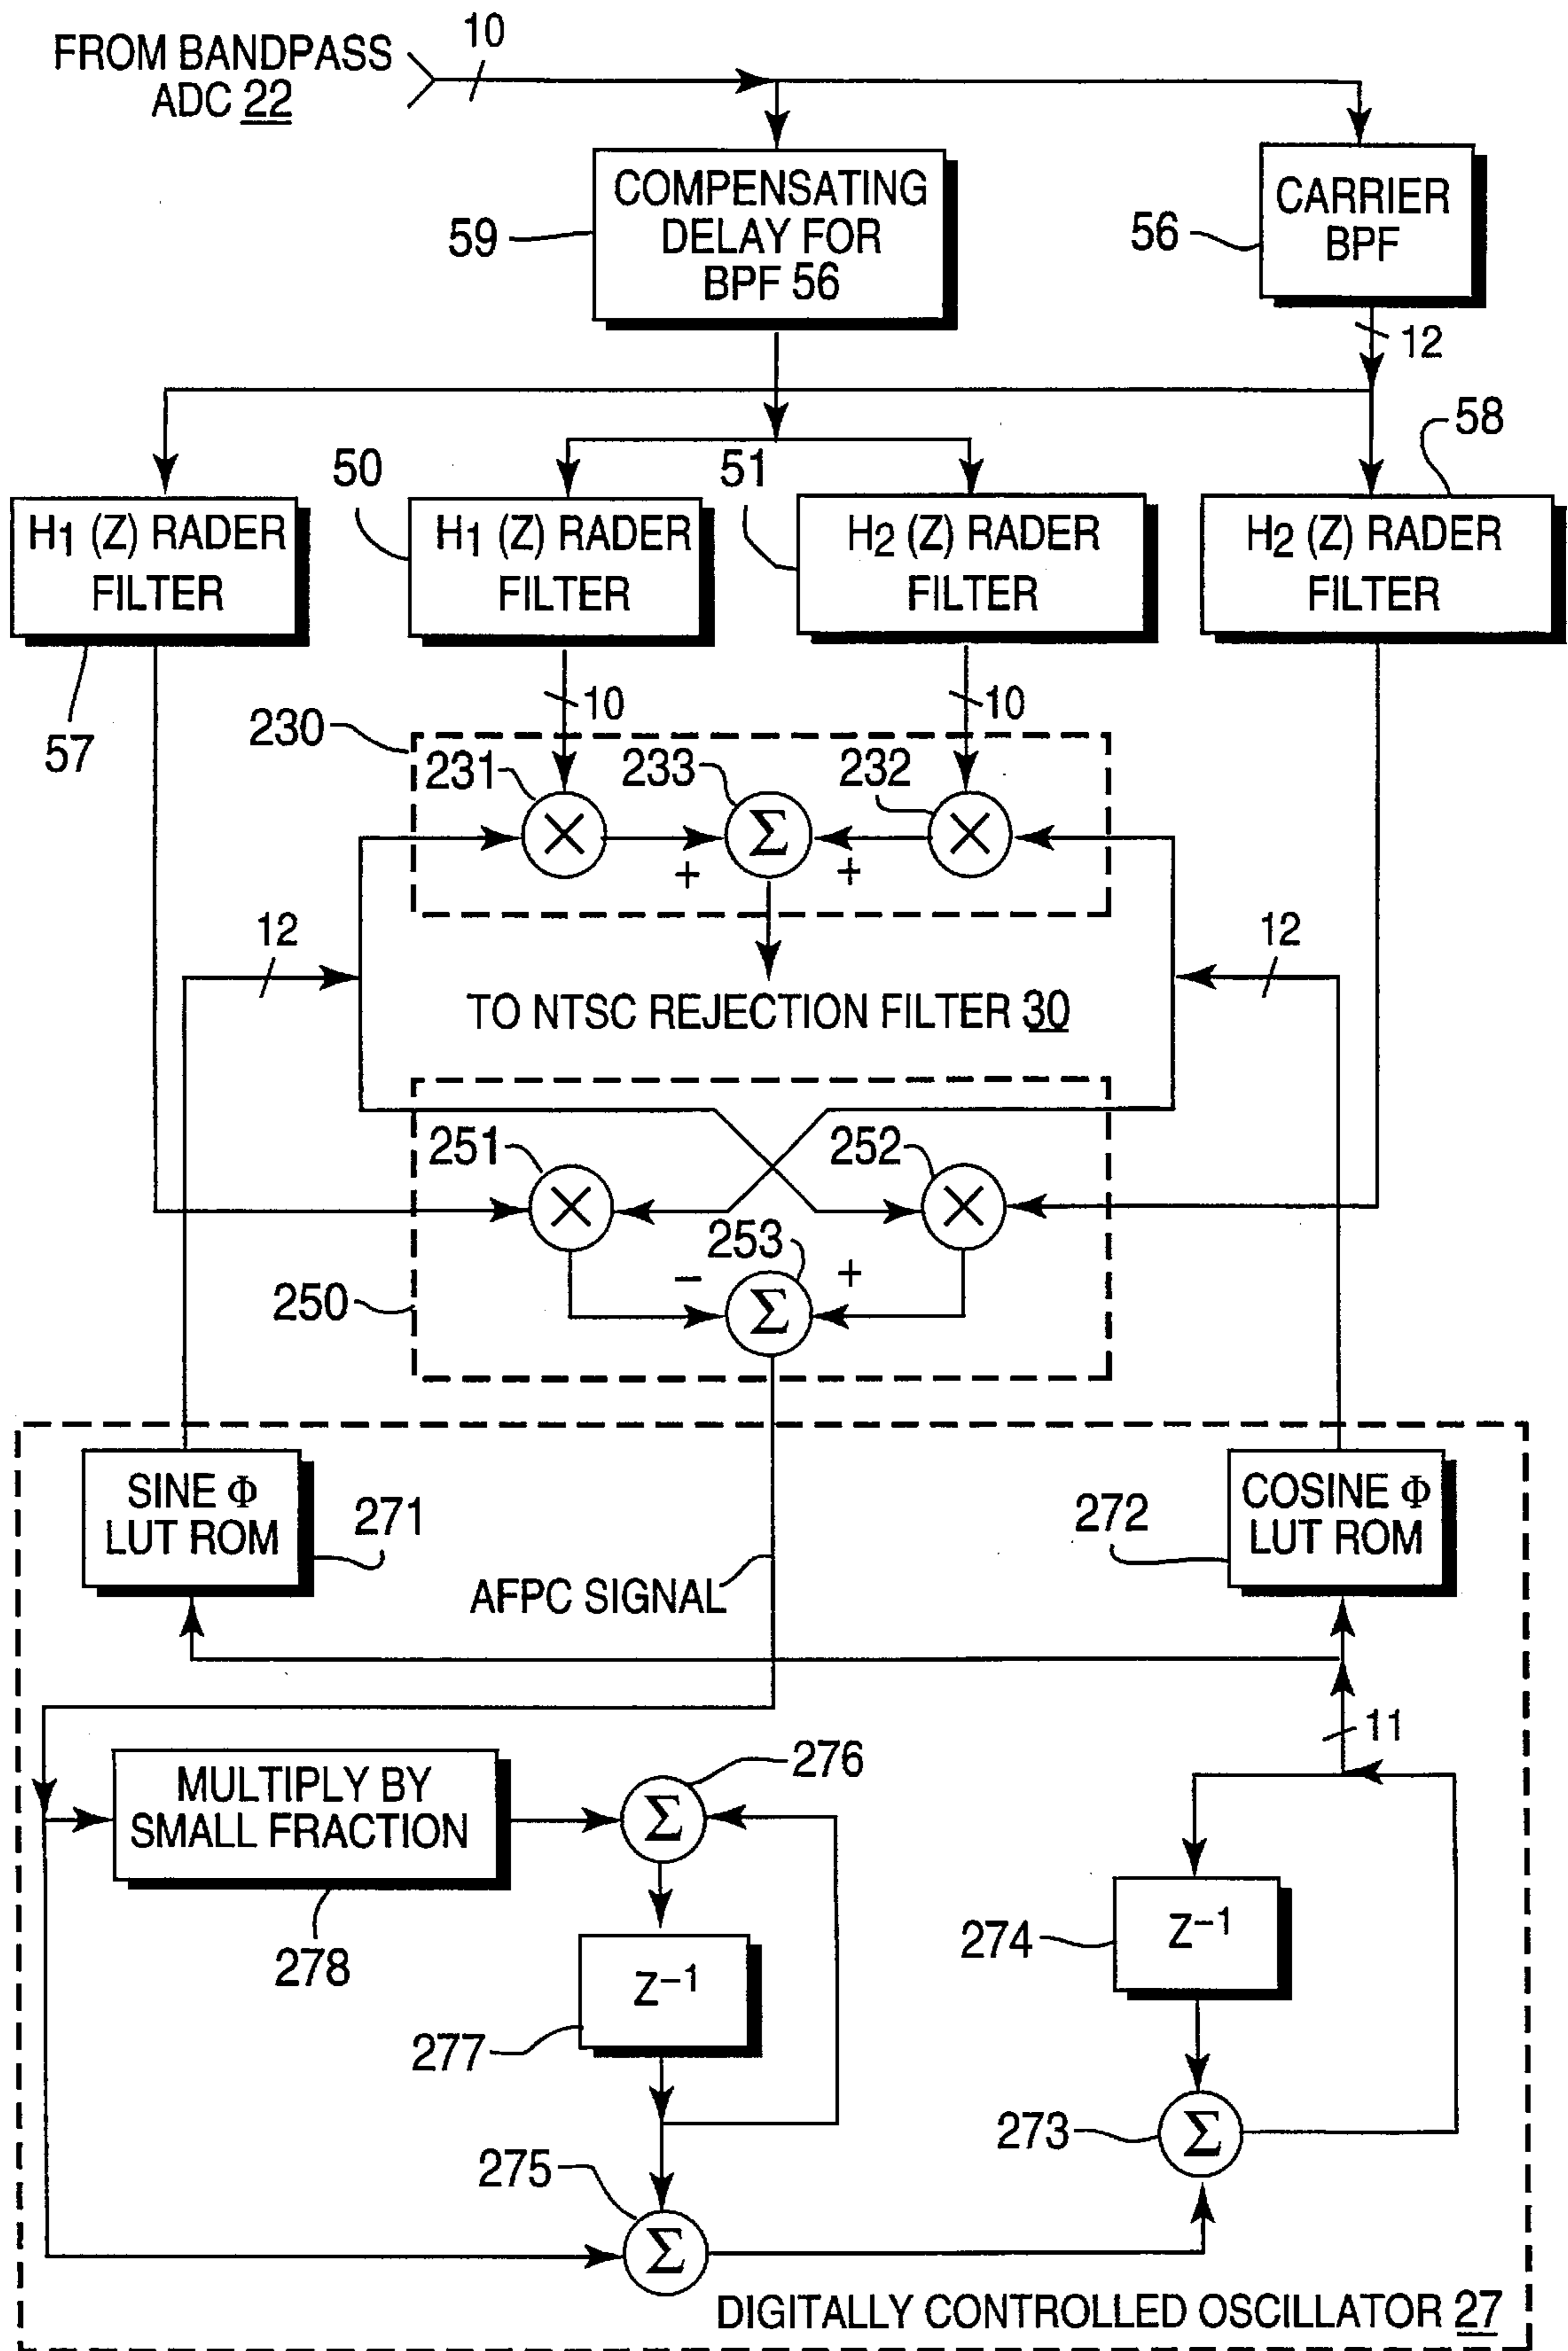 FROM BANDPASS
ADC 22
10
COMPENSATING
DELAY FOR
BPF 56
59
CARRIER
BPF
56
12
58
50
51
H1 (Z) RADER
FILTER
H1 (Z) RADER
FILTER
H2 (Z) RADER
FILTER
H2 (Z) RADER
FILTER
57
10
10
230
231
233
232
×
Σ
×
+
+
12
12
TO NTSC REJECTION FILTER 30
251
252
×
×
253
−
+
Σ
250
SINE Φ
LUT ROM
271
COSINE Φ
LUT ROM
272
AFPC SIGNAL
11
MULTIPLY BY
SMALL FRACTION
278
276
Σ
Z−1
277
Z−1
274
273
Σ
275
Σ
DIGITALLY CONTROLLED OSCILLATOR 27